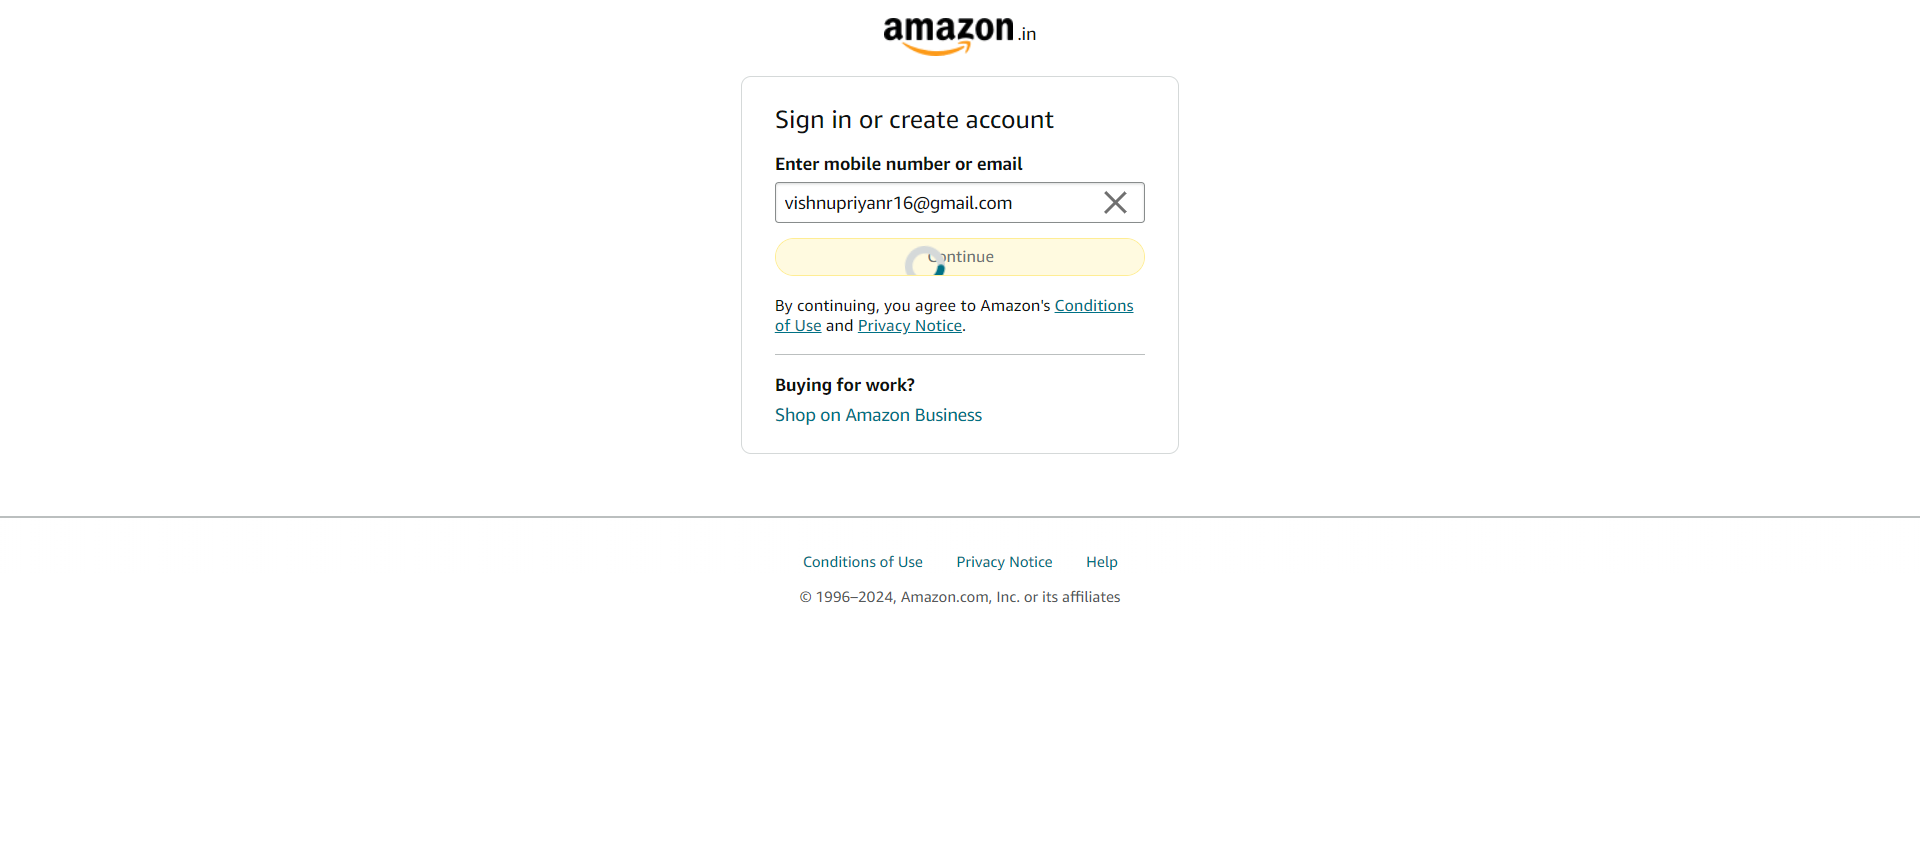 amazon.in
Sign in or create account
Enter mobile number or email
vishnupriyanr16@gmail.com
Continue
By continuing, you agree to Amazon's Conditions
of Use and Privacy Notice.
Buying for work?
Shop on Amazon Business
Conditions of Use Privacy Notice Help
© 1996–2024, Amazon.com, Inc. or its affiliates